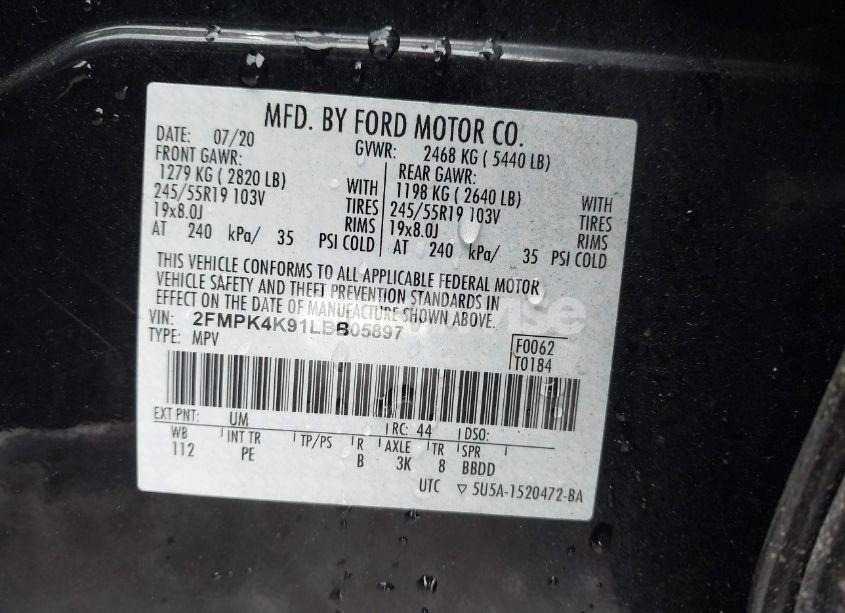 MFD. BY FORD MOTOR CO.
DATE: 07/20 GVWR: 2468 KG ( 5440 LB)
FRONT GAWR: REAR GAWR:
1279 KG ( 2820 LB) WITH 1198 KG ( 2640 LB) WITH
245/55R19 103V TIRES 245/55R19 103V TIRES
19x8.0J RIMS 19x8.0J RIMS
AT 240 kPa/ 35 PSI COLD AT 240 kPa/ 35 PSI COLD
THIS VEHICLE CONFORMS TO ALL APPLICABLE FEDERAL MOTOR
VEHICLE SAFETY AND THEFT PREVENTION STANDARDS IN
EFFECT ON THE DATE OF MANUFACTURE SHOWN ABOVE.
VIN: 2FMPK4K91LBB05897
TYPE: MPV
F0062
T0184
EXT PNT: UM RC: 44 DSO:
WB INT TR TP/PS R AXLE TR SPR
112 PE B 3K 8 BBDD
UTC ▽ 5U5A-1520472-BA